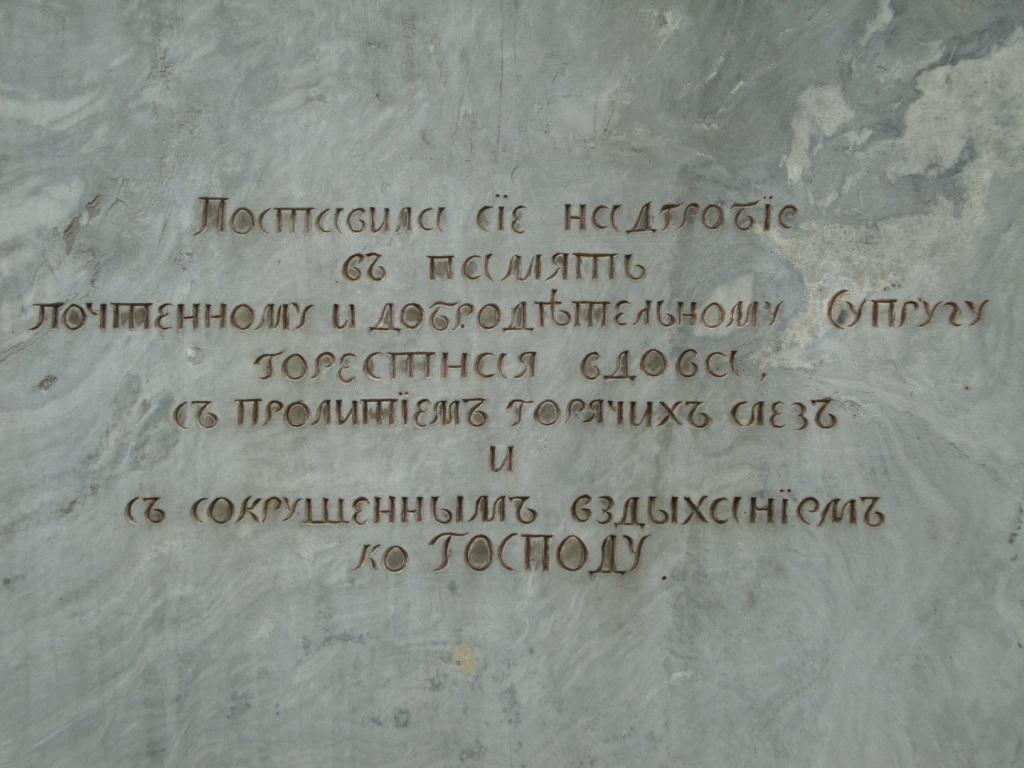 Поставила сїе надгробїе
въ память
почтенному и добродѣтельному Супругу
горестная вдова,
съ пролитїемъ горячихъ слезъ
и
съ сокрушеннымъ вздыханїемъ
ко ГОСПОДУ.